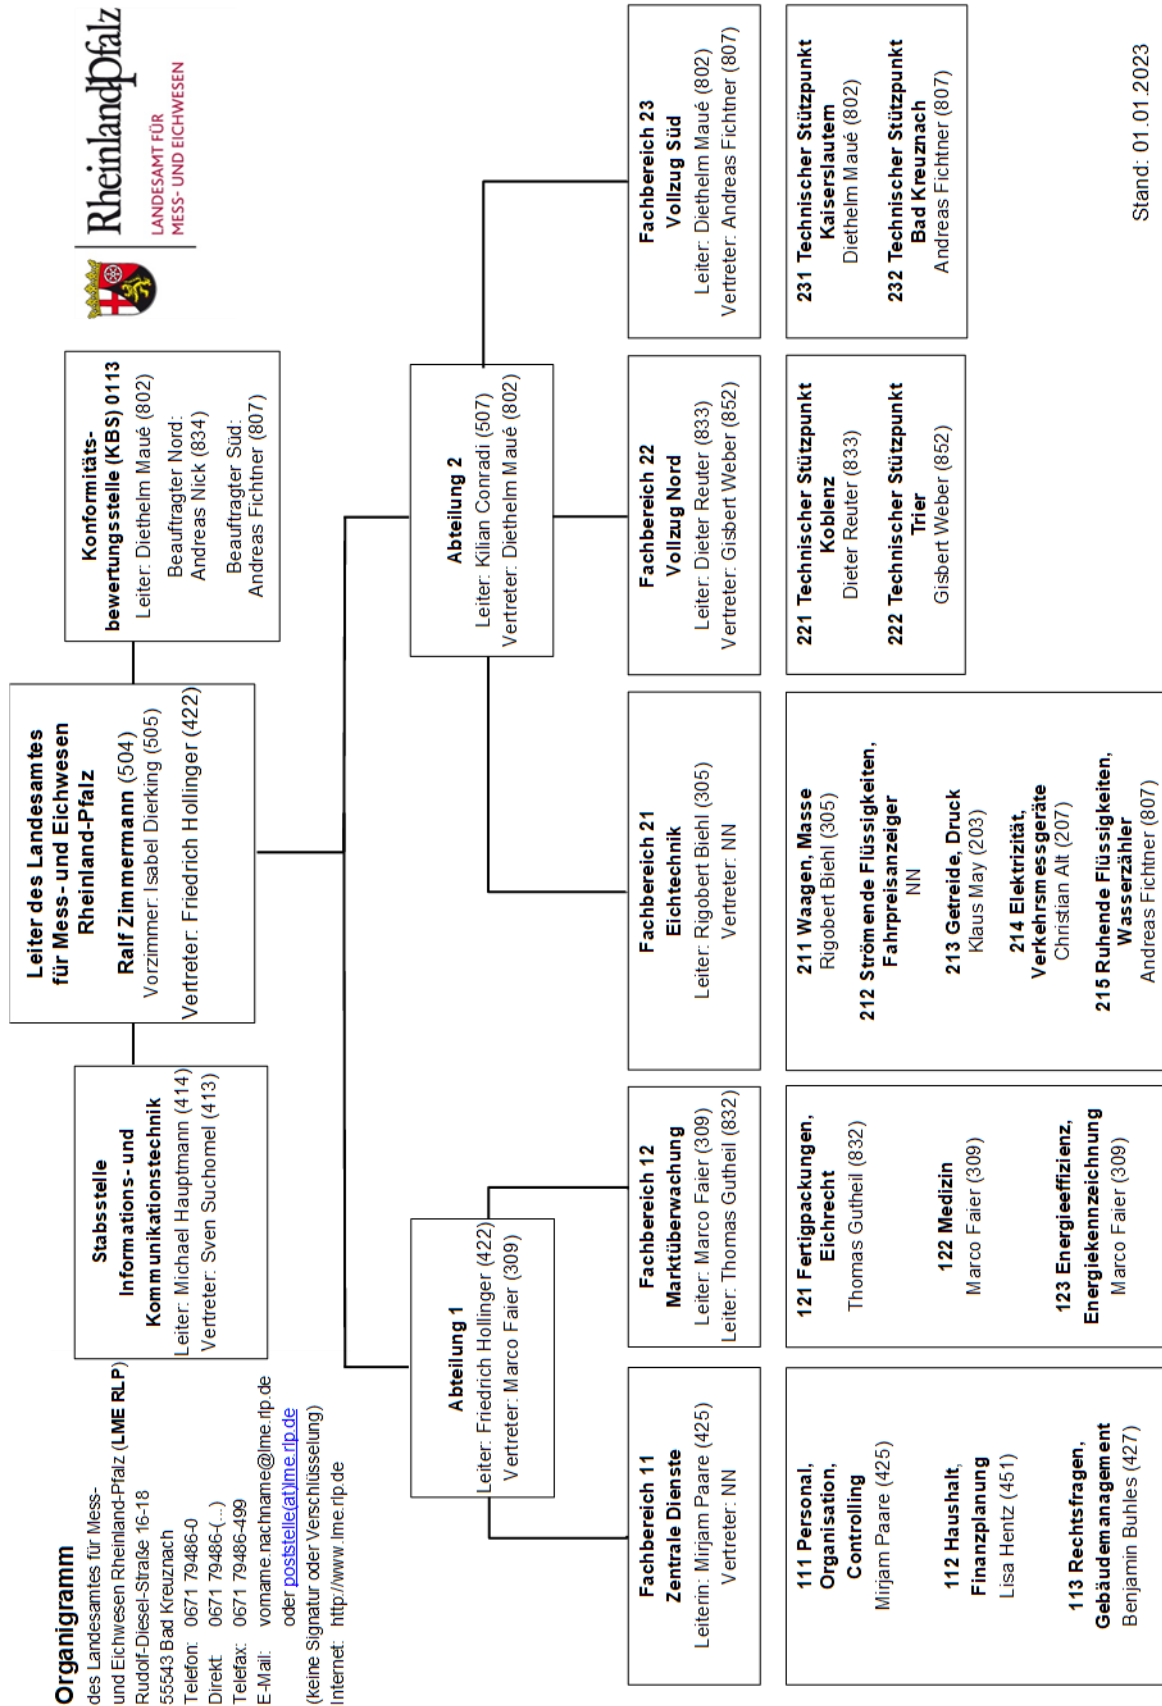 Organigramm
des Landesamtes für Mess-
und Eichwesen Rheinland-Pfalz (LME RLP)
Rudolf-Diesel-Straße 16-18
55543 Bad Kreuznach
Telefon: 0671 79486-0
Direkt: 0671 79486-(...)
Telefax: 0671 79486-499
E-Mail: vorname.nachname@lme.rlp.de
oder poststelle(at)lme.rlp.de
(keine Signatur oder Verschlüsselung)
Internet: http://www.lme.rlp.de
Stabsstelle
Informations- und
Kommunikationstechnik
Leiter: Michael Hauptmann (414)
Vertreter: Sven Suchomel (413)
Leiter des Landesamtes
für Mess- und Eichwesen
Rheinland-Pfalz
Ralf Zimmermann (504)
Vorzimmer: Isabel Dierking (505)
Vertreter: Friedrich Hollinger (422)
Konformitäts-
bewertungsstelle (KBS) 0113
Leiter: Diethelm Maué (802)
Beauftragter Nord:
Andreas Nick (834)
Beauftragter Süd:
Andreas Fichtner (807)
RheinlandPfalz
LANDESAMT FÜR
MESS- UND EICHWESEN
Abteilung 1
Leiter: Friedrich Hollinger (422)
Vertreter: Marco Faier (309)
Abteilung 2
Leiter: Kilian Conradi (507)
Vertreter: Diethelm Maué (802)
Fachbereich 11
Zentrale Dienste
Leiterin: Mirjam Paare (425)
Vertreter: NN
Fachbereich 12
Marktüberwachung
Leiter: Marco Faier (309)
Leiter: Thomas Gutheil (832)
Fachbereich 21
Eichtechnik
Leiter: Rigobert Biehl (305)
Vertreter: NN
Fachbereich 22
Vollzug Nord
Leiter: Dieter Reuter (833)
Vertreter: Gisbert Weber (852)
Fachbereich 23
Vollzug Süd
Leiter: Diethelm Maué (802)
Vertreter: Andreas Fichtner (807)
111 Personal,
Organisation,
Controlling
Mirjam Paare (425)
112 Haushalt,
Finanzplanung
Lisa Hentz (451)
113 Rechtsfragen,
Gebäudemanagement
Benjamin Buhles (427)
121 Fertigpackungen,
Eichrecht
Thomas Gutheil (832)
122 Medizin
Marco Faier (309)
123 Energieeffizienz,
Energiekennzeichnung
Marco Faier (309)
211 Waagen, Masse
Rigobert Biehl (305)
212 Strömende Flüssigkeiten,
Fahrpreisanzeiger
NN
213 Getreide, Druck
Klaus May (203)
214 Elektrizität,
Verkehrsmessgeräte
Christian Alt (207)
215 Ruhende Flüssigkeiten,
Wasserzähler
Andreas Fichtner (807)
221 Technischer Stützpunkt
Koblenz
Dieter Reuter (833)
222 Technischer Stützpunkt
Trier
Gisbert Weber (852)
231 Technischer Stützpunkt
Kaiserslautern
Diethelm Maué (802)
232 Technischer Stützpunkt
Bad Kreuznach
Andreas Fichtner (807)
Stand: 01.01.2023